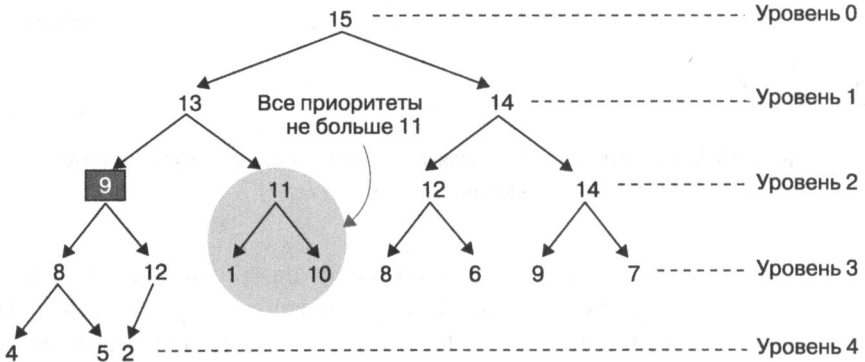 15 Уровень 0
13 Все приоритеты 14 Уровень 1
не больше 11
9 11 12 14 Уровень 2
8 12 1 10 8 6 9 7 Уровень 3
4 5 2 Уровень 4